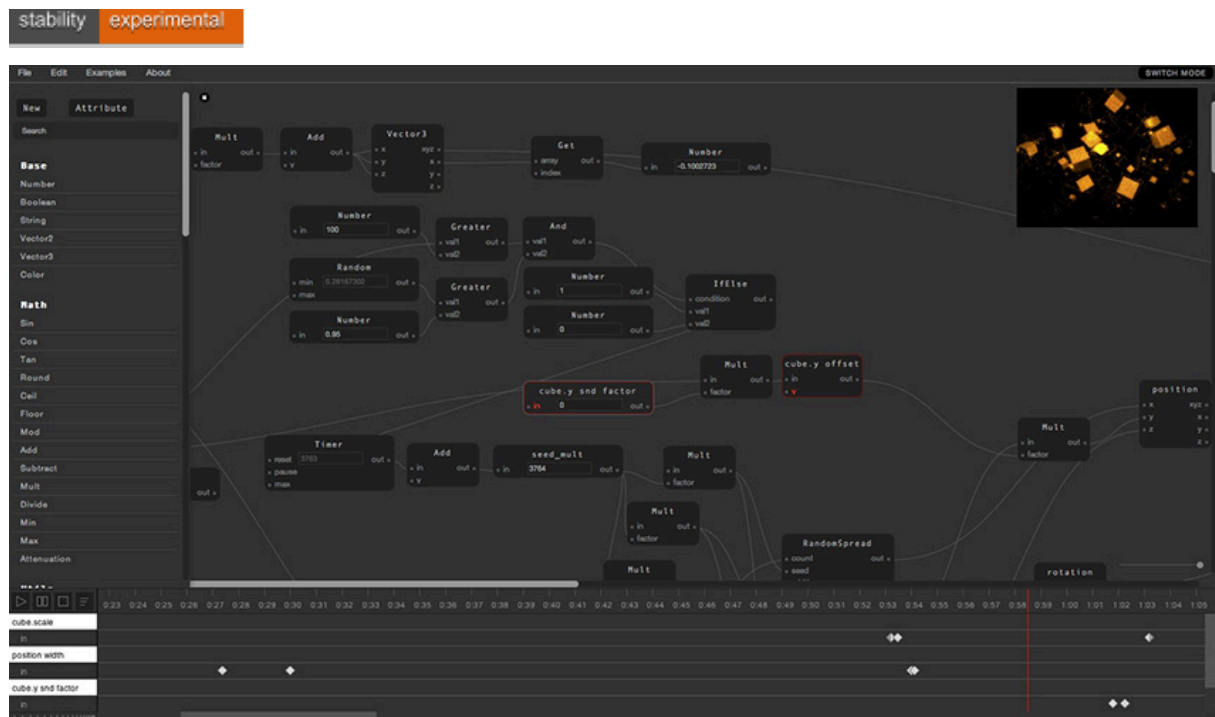 stability experimental
File Edit Examples About SWITCH MODE
New Attribute
Search
Base
Number
Boolean
String
Vector2
Vector3
Color
Math
Sin
Cos
Tan
Round
Ceil
Floor
Mod
Add
Subtract
Mult
Divide
Min
Max
Attenuation
Mult
in out
factor
Add
in out
v
Vector3
x xyz
y x
z y
z
Get
array out
index
Number
in -0.1002723 out
Number
in 100 out
Greater
val1 out
val2
And
val1 out
val2
Random
min 0.28167302 out
max
Greater
val1 out
val2
Number
in 0.95 out
Number
in 1 out
Number
in 0 out
IfElse
condition out
val1
val2
Mult
in out
factor
cube.y offset
in out
v
cube.y snd factor
in 0 out
position
x xyz
y x
z y
z
Mult
in out
factor
Timer
reset 3763 out
pause
max
Add
in out
v
seed_mult
in 3764 out
Mult
in out
factor
out
Mult
in out
factor
Mult
RandomSpread
count out
seed
rotation
0:23 0:24 0:25 0:26 0:27 0:28 0:29 0:30 0:31 0:32 0:33 0:34 0:35 0:36 0:37 0:38 0:39 0:40 0:41 0:42 0:43 0:44 0:45 0:46 0:47 0:48 0:49 0:50 0:51 0:52 0:53 0:54 0:55 0:56 0:57 0:58 0:59 1:00 1:01 1:02 1:03 1:04 1:05
cube.scale
in
position width
in
cube.y snd factor
in